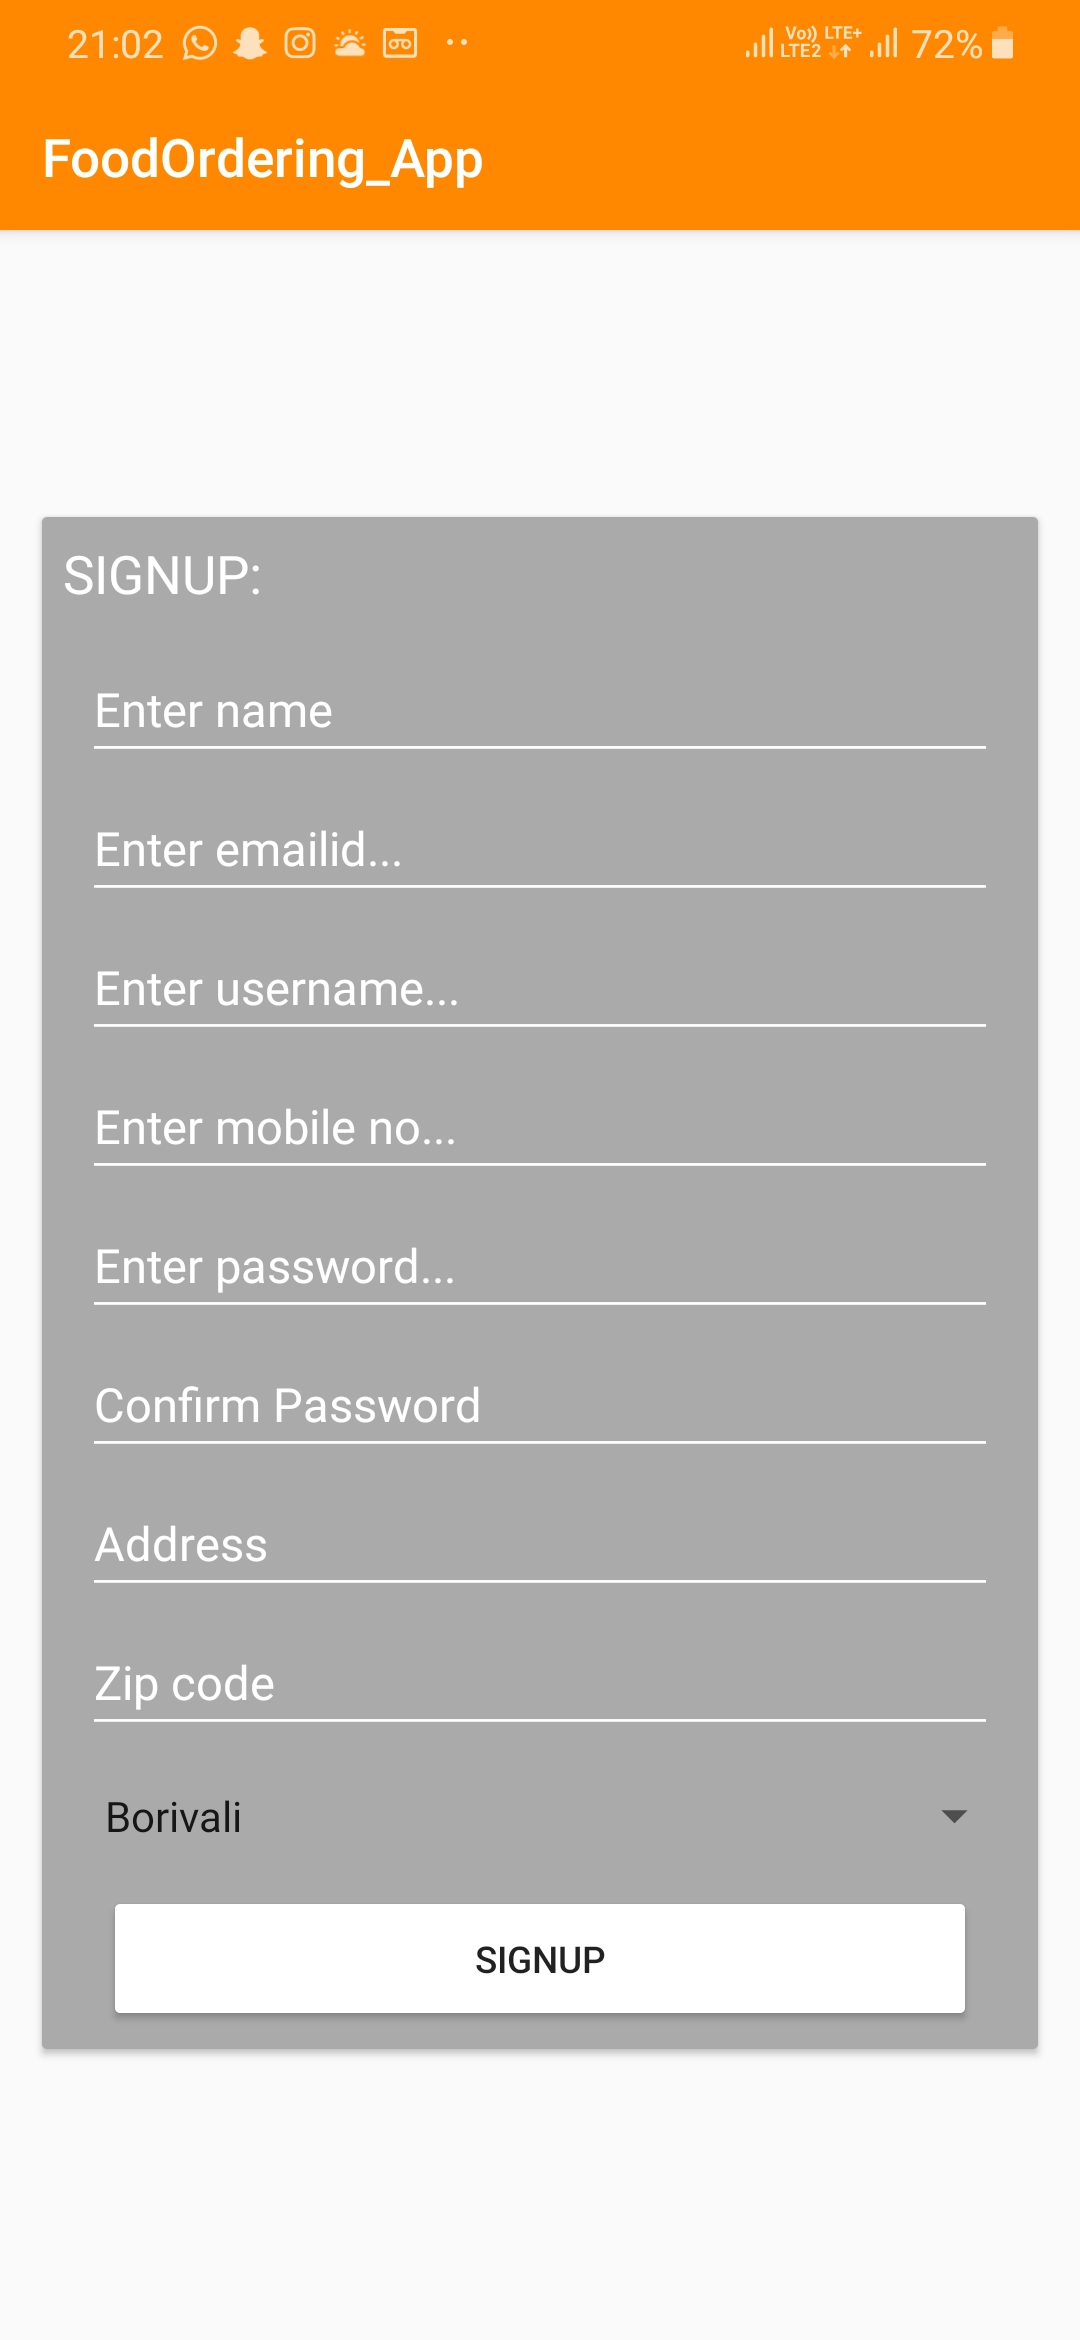 21:02 Vo)) LTE+ 72%
LTE2
FoodOrdering_App
SIGNUP:
Enter name
Enter emailid...
Enter username...
Enter mobile no...
Enter password...
Confirm Password
Address
Zip code
Borivali
SIGNUP